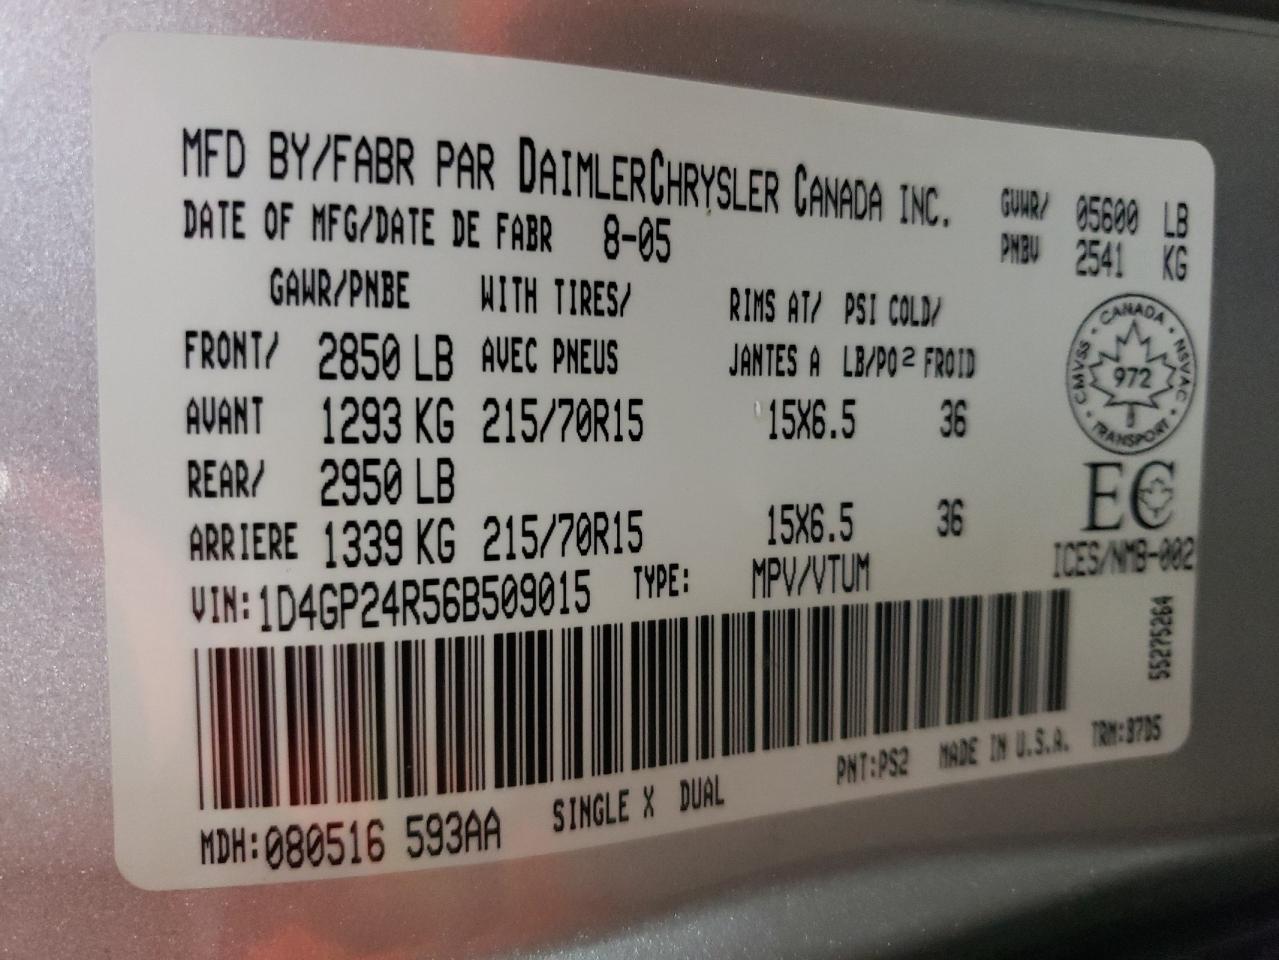 MFD BY/FABR PAR DAIMLERCHRYSLER CANADA INC.
GVWR/ 05600 LB
PNBV 2541 KG
DATE OF MFG/DATE DE FABR 8-05
GAWR/PNBE WITH TIRES/ RIMS AT/ PSI COLD/
FRONT/ 2850 LB AVEC PNEUS JANTES A LB/PO² FROID
AVANT 1293 KG 215/70R15 15X6.5 36
REAR/ 2950 LB
ARRIERE 1339 KG 215/70R15 15X6.5 36
CANADA
CMVSS NSVAC
972
TRANSPORT
EC
ICES/NMB-002
VIN: 1D4GP24R56B509015 TYPE: MPV/VTUM
55275264
MDH: 080516 593AA SINGLE X DUAL PNT:PS2 MADE IN U.S.A. TRM: